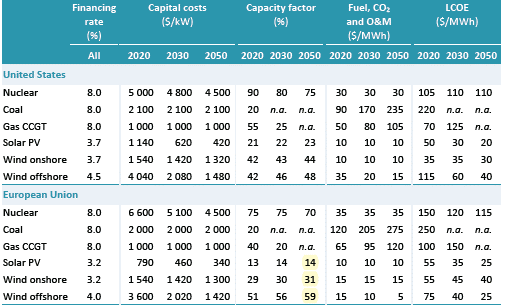 Financing Capital costs Capacity factor Fuel, CO₂ LCOE
rate ($/kW) (%) and O&M ($/MWh)
(%) ($/MWh)
All 2020 2030 2050 2020 2030 2050 2020 2030 2050 2020 2030 2050
United States
Nuclear 8.0 5 000 4 800 4 500 90 80 75 30 30 30 105 110 110
Coal 8.0 2 100 2 100 2 100 20 n.a. n.a. 90 170 235 220 n.a. n.a.
Gas CCGT 8.0 1 000 1 000 1 000 55 25 n.a. 50 80 105 70 125 n.a.
Solar PV 3.7 1 140 620 420 21 22 23 10 10 10 50 30 20
Wind onshore 3.7 1 540 1 420 1 320 42 43 44 10 10 10 35 35 30
Wind offshore 4.5 4 040 2 080 1 480 42 46 48 35 20 15 115 60 40
European Union
Nuclear 8.0 6 600 5 100 4 500 75 75 70 35 35 35 150 120 115
Coal 8.0 2 000 2 000 2 000 20 n.a. n.a. 120 205 275 250 n.a. n.a.
Gas CCGT 8.0 1 000 1 000 1 000 40 20 n.a. 65 95 120 100 150 n.a.
Solar PV 3.2 790 460 340 13 14 14 10 10 10 55 35 25
Wind onshore 3.2 1 540 1 420 1 300 29 30 31 15 15 15 55 45 40
Wind offshore 4.0 3 600 2 020 1 420 51 56 59 15 10 5 75 40 25